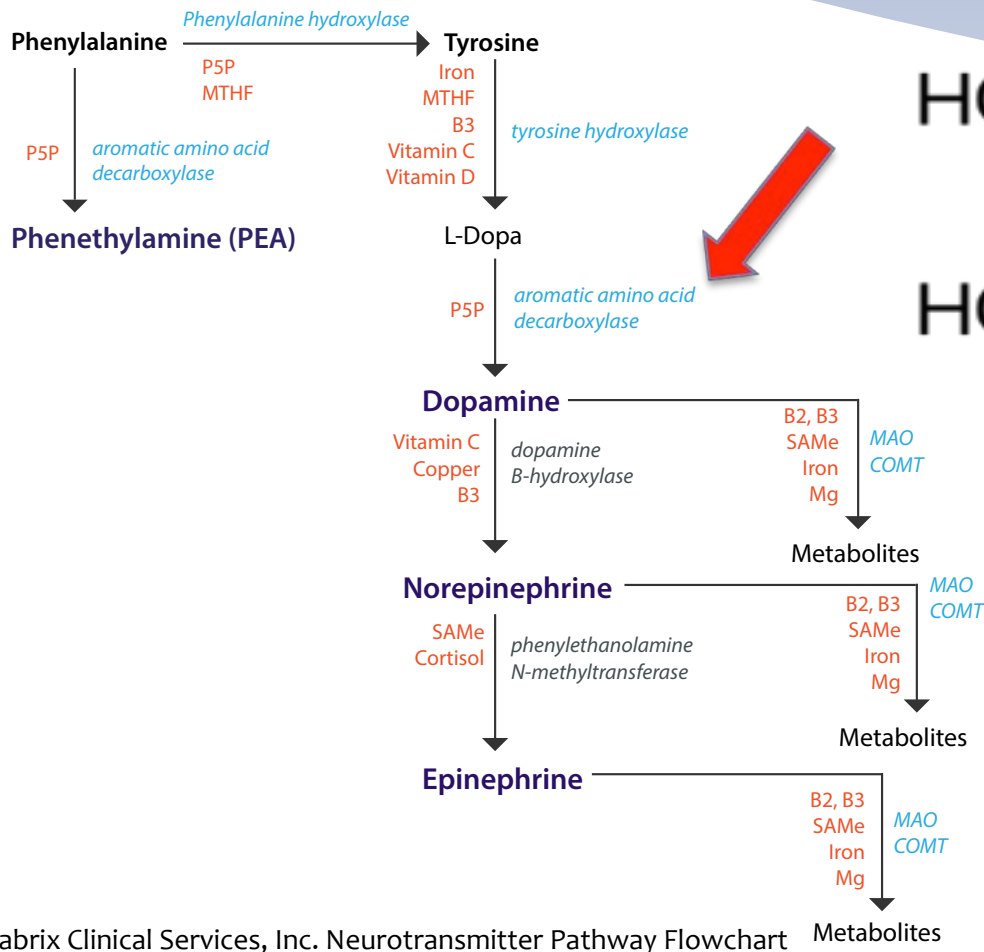 Phenylalanine
Phenylalanine hydroxylase
Tyrosine
P5P
MTHF
P5P
aromatic amino acid
decarboxylase
Iron
MTHF
B3
Vitamin C
Vitamin D
tyrosine hydroxylase
Phenethylamine (PEA)
L-Dopa
P5P
aromatic amino acid
decarboxylase
Dopamine
Vitamin C
Copper
B3
dopamine
B-hydroxylase
B2, B3
SAMe
Iron
Mg
MAO
COMT
Metabolites
Norepinephrine
SAMe
Cortisol
phenylethanolamine
N-methyltransferase
B2, B3
SAMe
Iron
Mg
MAO
COMT
Metabolites
Epinephrine
B2, B3
SAMe
Iron
Mg
MAO
COMT
Metabolites
Clinical Services, Inc. Neurotransmitter Pathway Flowchart